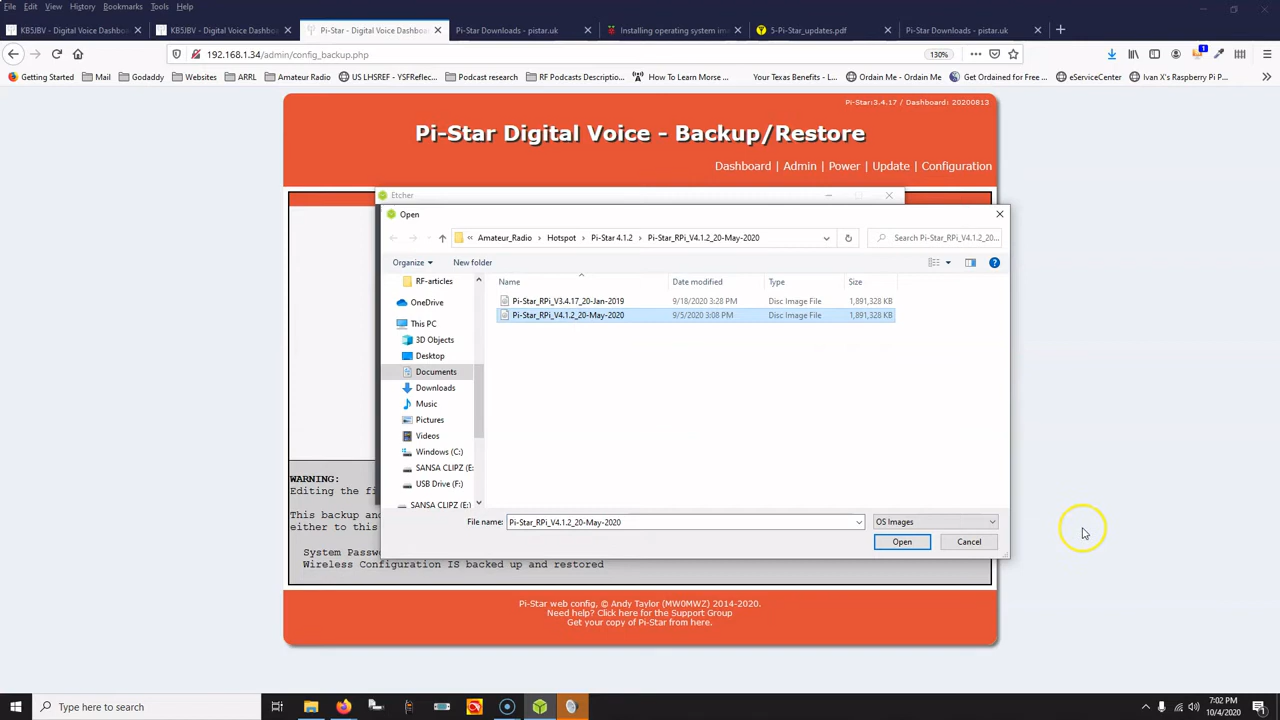 File Edit View History Bookmarks Tools Help
KB5JBV - Digital Voice Dashbo
KB5JBV - Digital Voice Dashbo
Pi-Star - Digital Voice Dashboa
Pi-Star Downloads - pistar.uk
Installing operating system ima
5-Pi-Star_updates.pdf
Pi-Star Downloads - pistar.uk
192.168.1.34/admin/config_backup.php
130%
Getting Started Mail Godaddy Websites ARRL Amateur Radio US LHSREF - YSFReflec... Podcast research RF Podcasts Descriptio... How To Learn Morse ... Your Texas Benefits - L... Ordain Me - Ordain Me Get Ordained for Free ... eServiceCenter Ivan X's Raspberry Pi P...
Pi-Star:3.4.17 / Dashboard: 20200813
Pi-Star Digital Voice - Backup/Restore
Dashboard | Admin | Power | Update | Configuration
Etcher
Open
« Amateur_Radio › Hotspot › Pi-Star 4.1.2 › Pi-Star_RPi_V4.1.2_20-May-2020
Search Pi-Star_RPi_V4.1.2_20...
Organize New folder
Name Date modified Type Size
RF-articles
OneDrive
This PC
3D Objects
Desktop
Documents
Downloads
Music
Pictures
Videos
Windows (C:)
SANSA CLIPZ (E:
USB Drive (F:)
SANSA CLIPZ (E:)
Pi-Star_RPi_V3.4.17_20-Jan-2019 9/18/2020 3:28 PM Disc Image File 1,891,328 KB
Pi-Star_RPi_V4.1.2_20-May-2020 9/5/2020 3:08 PM Disc Image File 1,891,328 KB
File name: Pi-Star_RPi_V4.1.2_20-May-2020 OS Images
Open Cancel
WARNING:
Editing the fi
This backup an
either to this
System Passw
Wireless Configuration IS backed up and restored
Pi-Star web config, © Andy Taylor (MW0MWZ) 2014-2020.
Need help? Click here for the Support Group
Get your copy of Pi-Star from here.
Type here to search
7:02 PM
10/4/2020